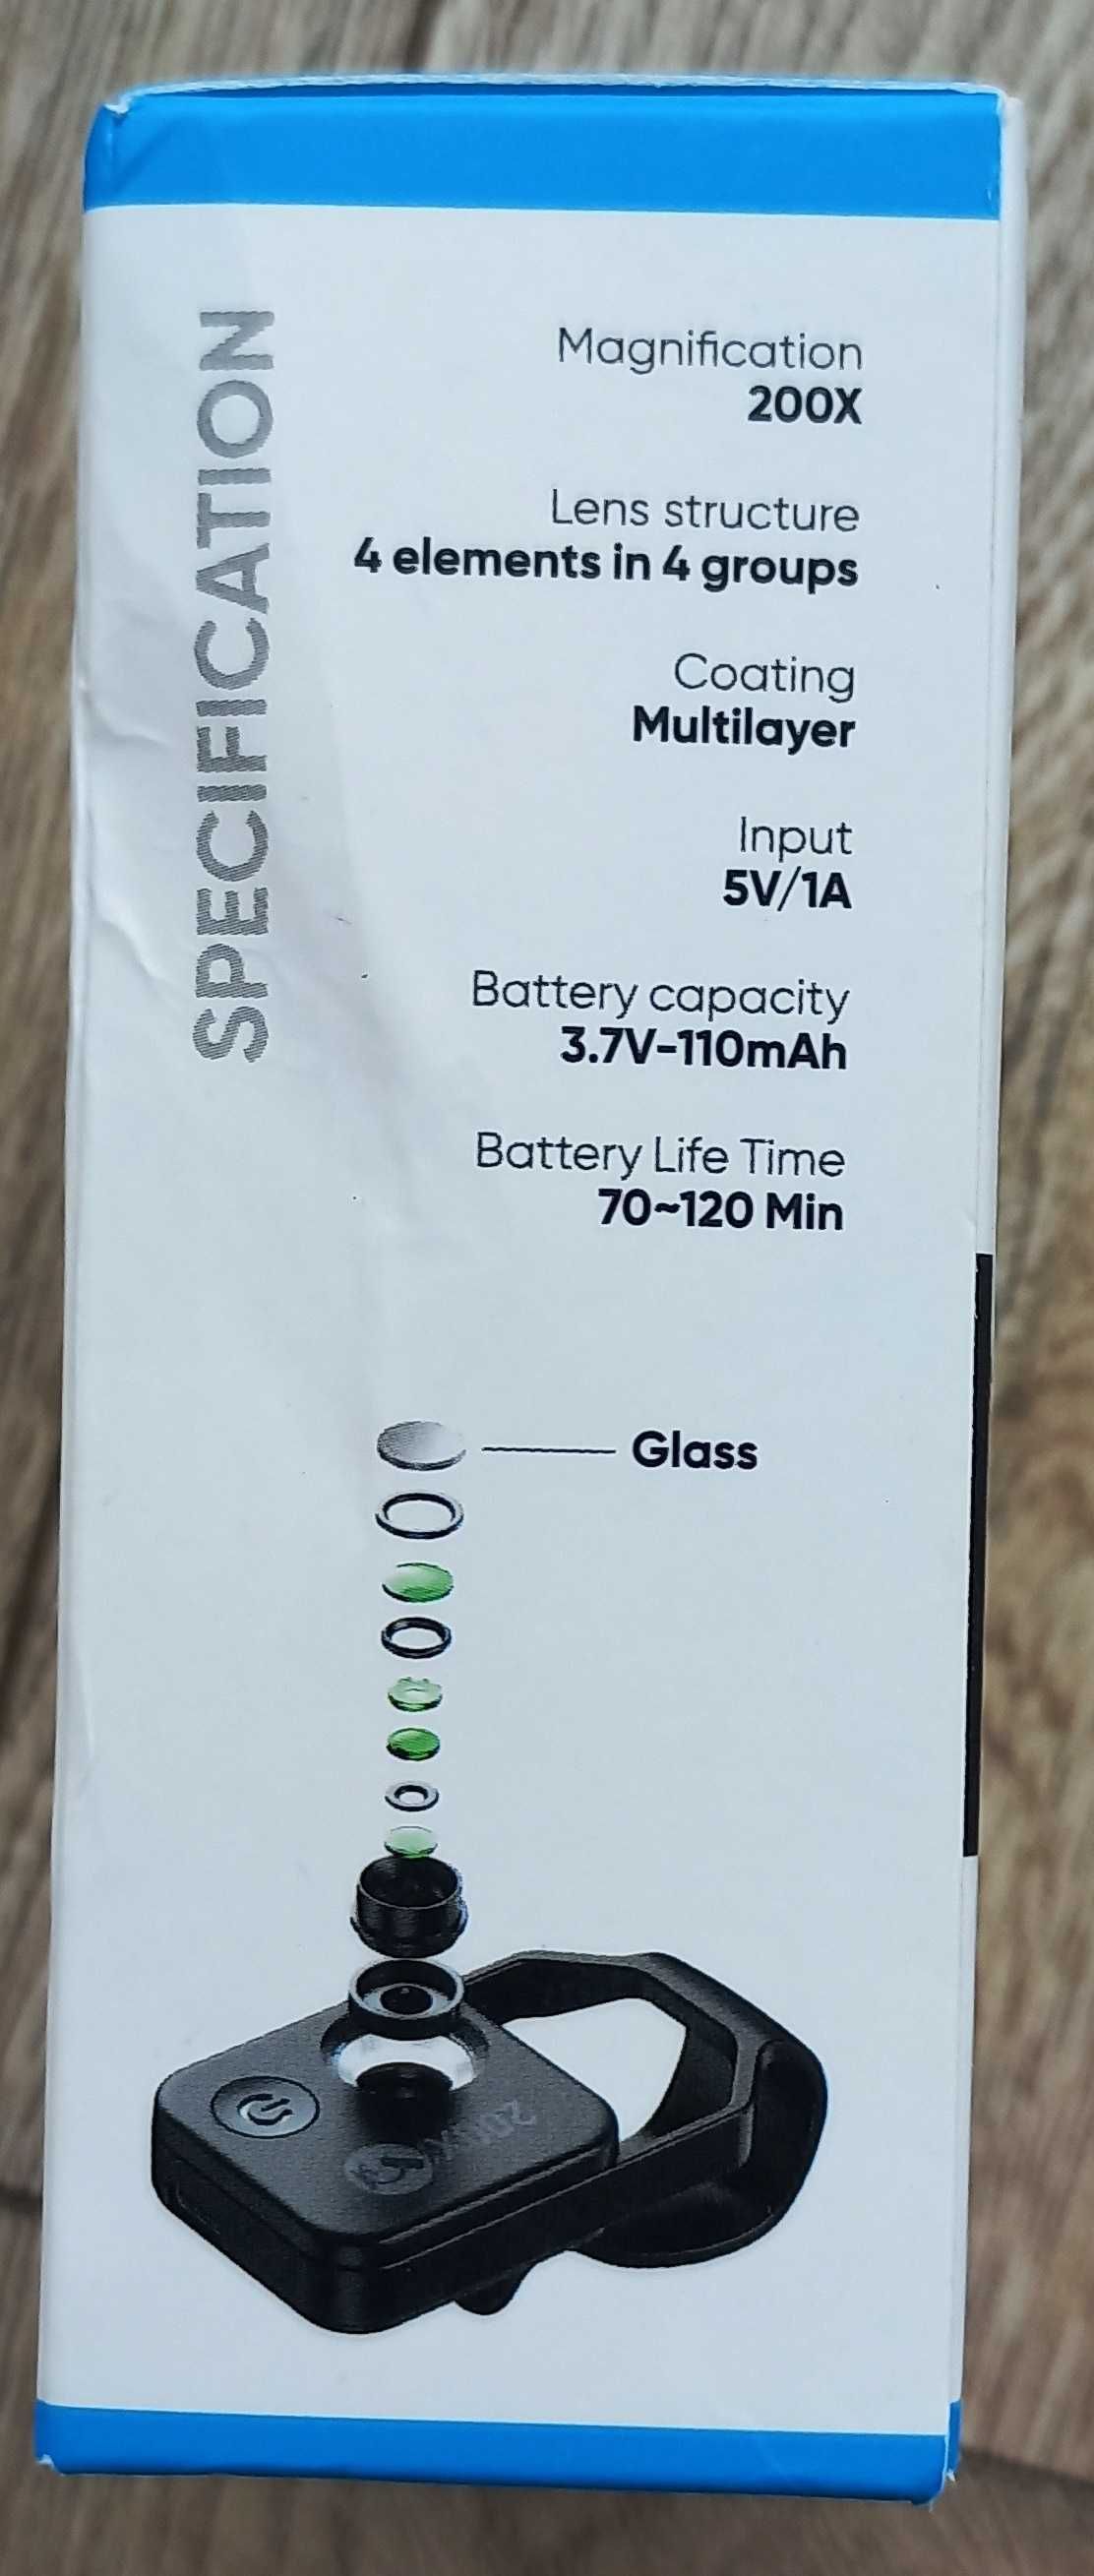 SPECIFICATION
Magnification
200X
Lens structure
4 elements in 4 groups
Coating
Multilayer
Input
5V/1A
Battery capacity
3.7V-110mAh
Battery Life Time
70~120 Min
Glass
200X